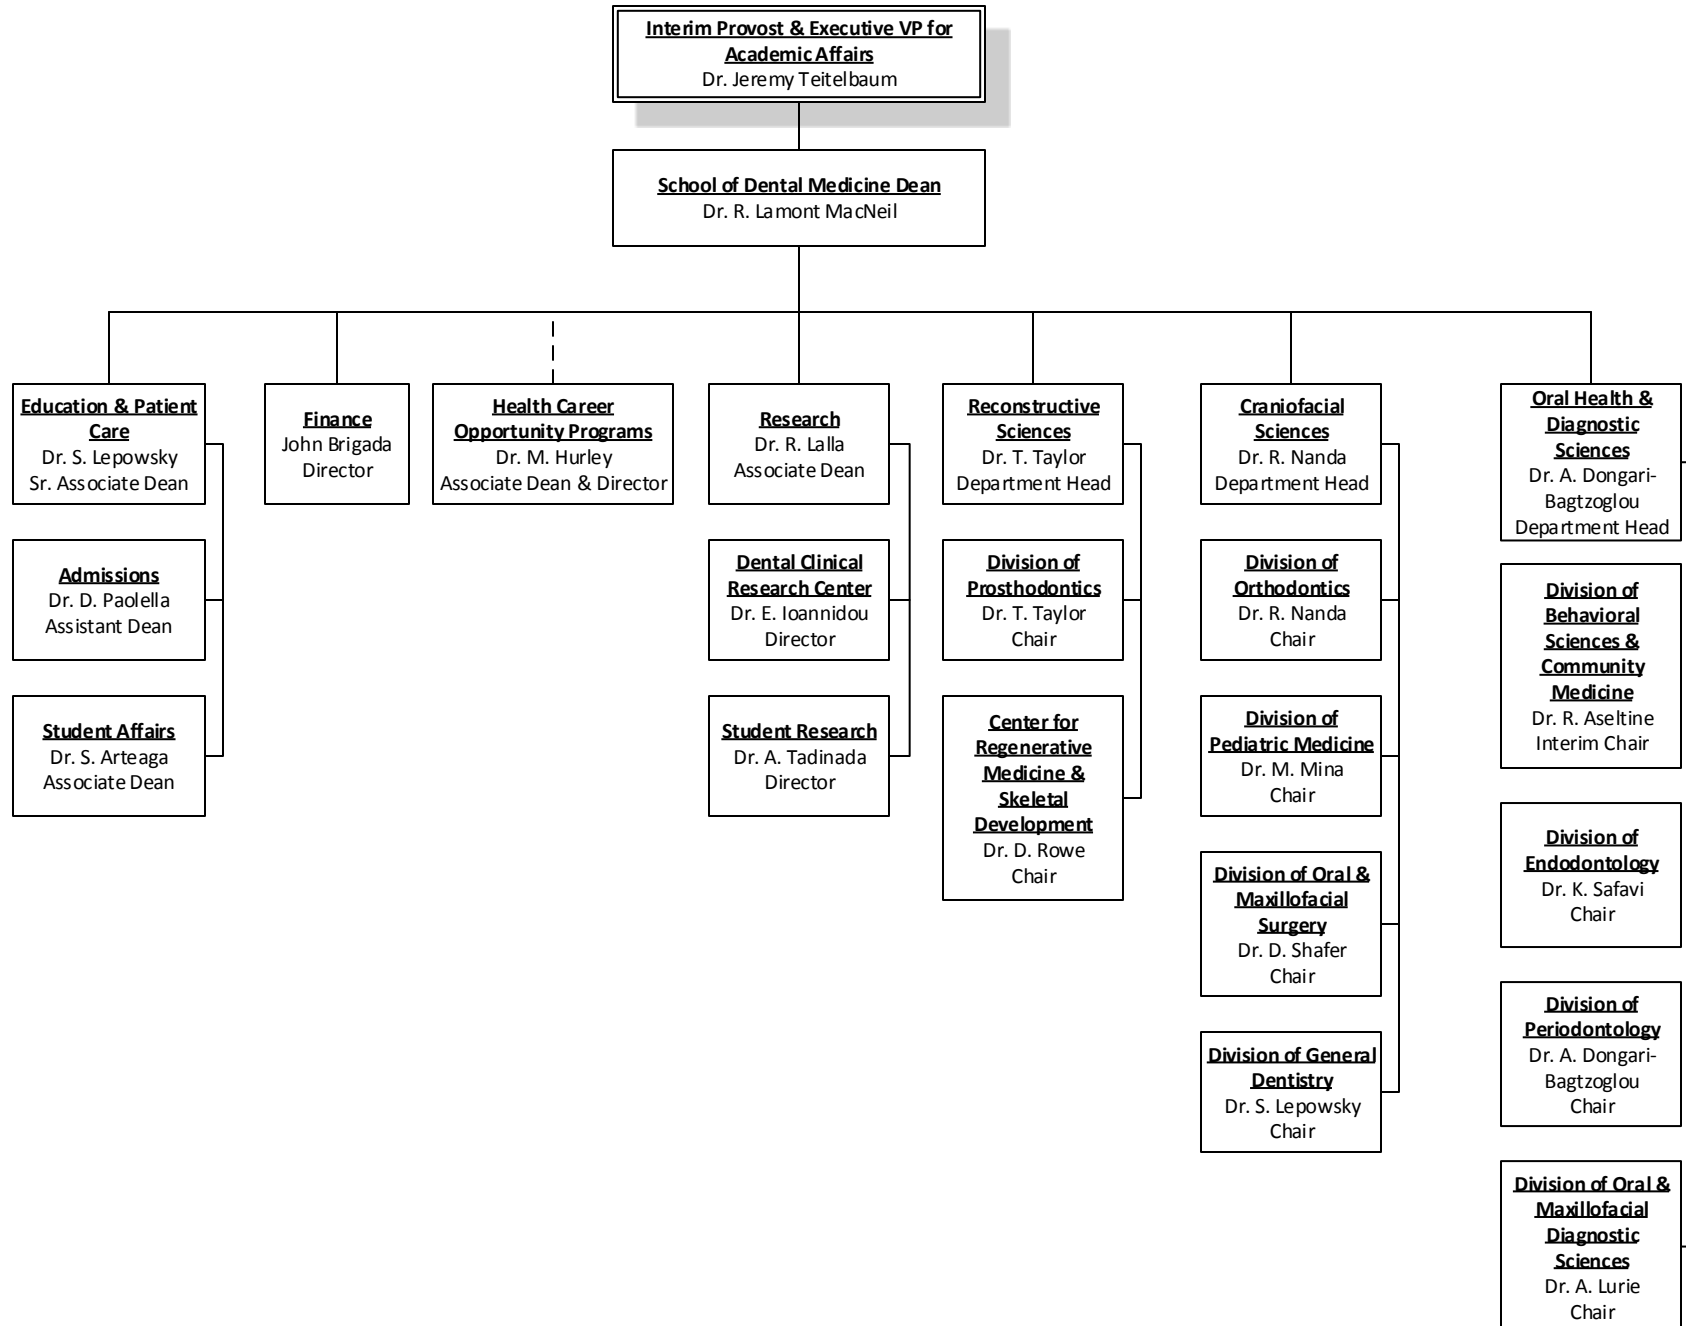 Interim Provost & Executive VP for
Academic Affairs
Dr. Jeremy Teitelbaum
School of Dental Medicine Dean
Dr. R. Lamont MacNeil
Education & Patient
Care
Dr. S. Lepowsky
Sr. Associate Dean
Admissions
Dr. D. Paolella
Assistant Dean
Student Affairs
Dr. S. Arteaga
Associate Dean
Finance
John Brigada
Director
Health Career
Opportunity Programs
Dr. M. Hurley
Associate Dean & Director
Research
Dr. R. Lalla
Associate Dean
Dental Clinical
Research Center
Dr. E. Ioannidou
Director
Student Research
Dr. A. Tadinada
Director
Reconstructive
Sciences
Dr. T. Taylor
Department Head
Division of
Prosthodontics
Dr. T. Taylor
Chair
Center for
Regenerative
Medicine &
Skeletal
Development
Dr. D. Rowe
Chair
Craniofacial
Sciences
Dr. R. Nanda
Department Head
Division of
Orthodontics
Dr. R. Nanda
Chair
Division of
Pediatric Medicine
Dr. M. Mina
Chair
Division of Oral &
Maxillofacial
Surgery
Dr. D. Shafer
Chair
Division of General
Dentistry
Dr. S. Lepowsky
Chair
Oral Health &
Diagnostic
Sciences
Dr. A. Dongari-
Bagtzoglou
Department Head
Division of
Behavioral
Sciences &
Community
Medicine
Dr. R. Aseltine
Interim Chair
Division of
Endodontology
Dr. K. Safavi
Chair
Division of
Periodontology
Dr. A. Dongari-
Bagtzoglou
Chair
Division of Oral &
Maxillofacial
Diagnostic
Sciences
Dr. A. Lurie
Chair